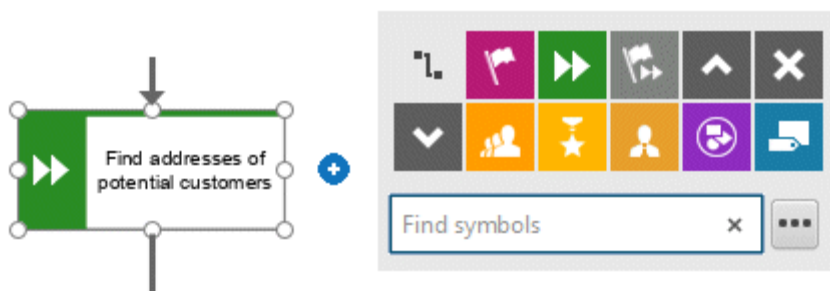 Find addresses of
potential customers
Find symbols